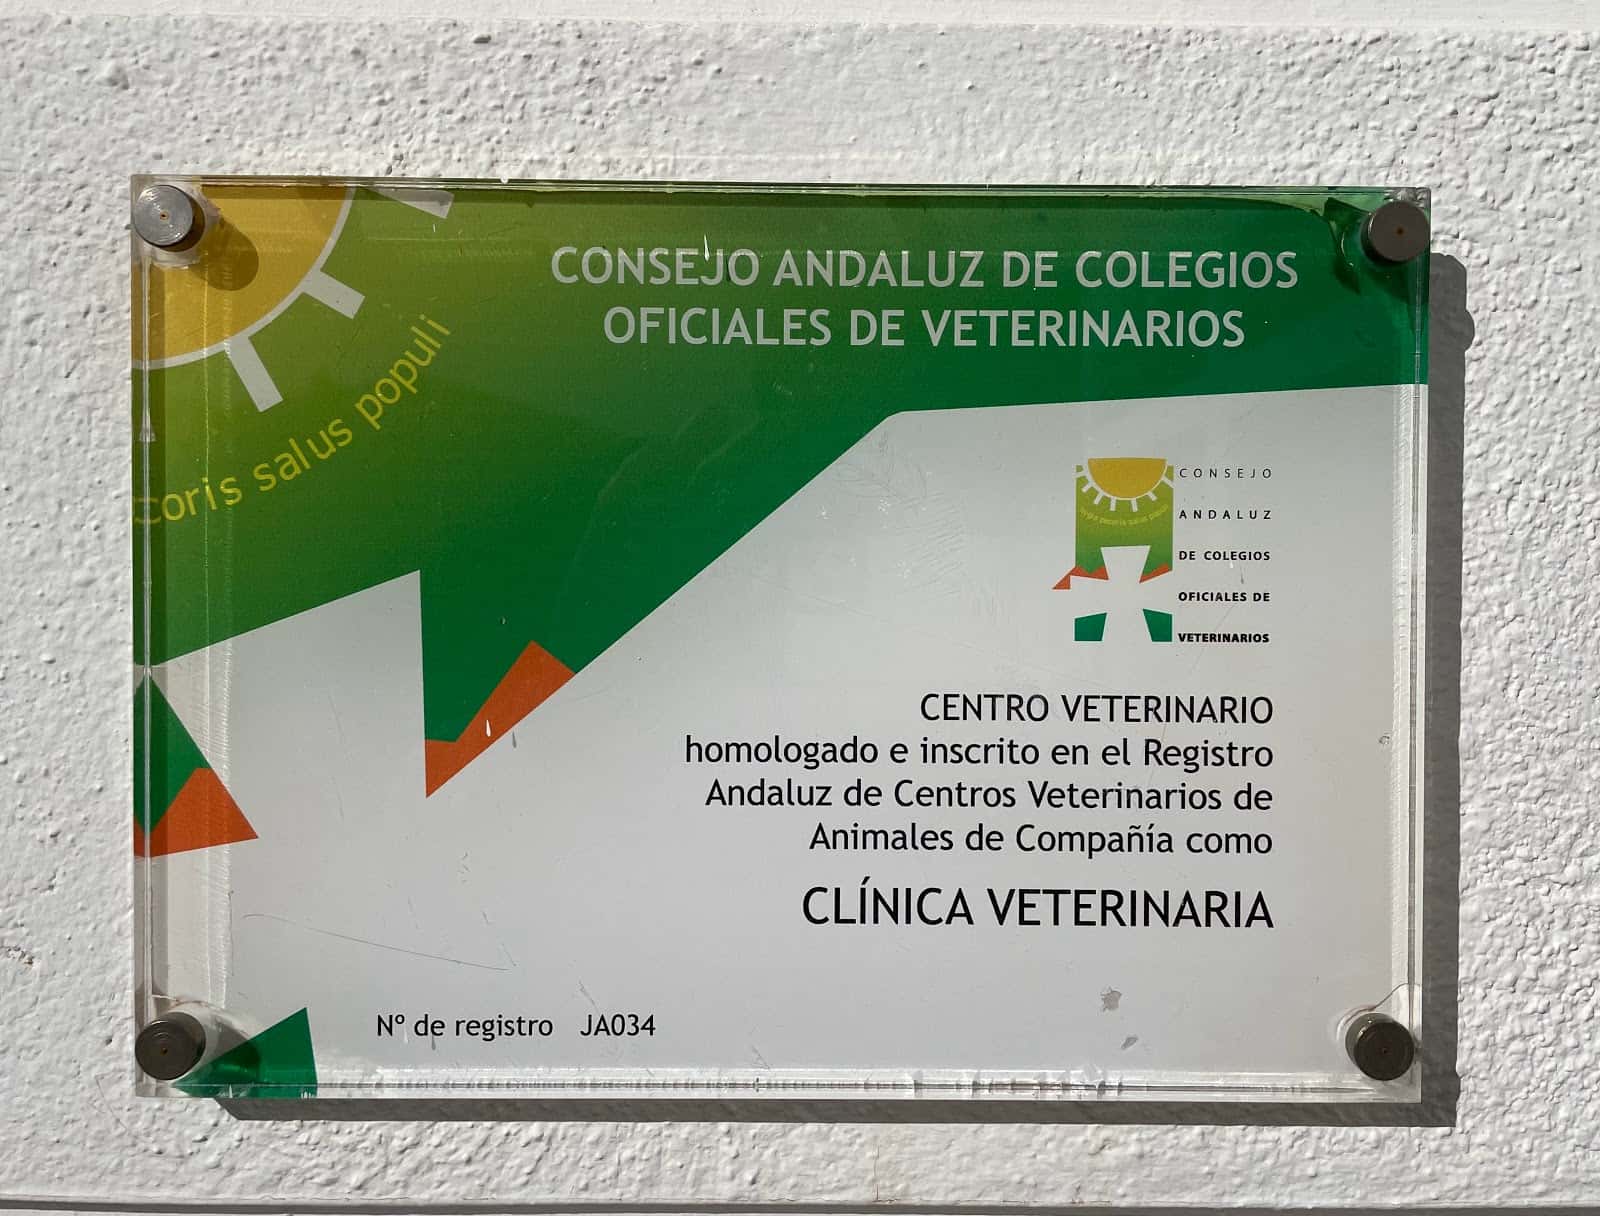 CONSEJO ANDALUZ DE COLEGIOS
OFICIALES DE VETERINARIOS
coris salus populi
CONSEJO
ANDALUZ
DE COLEGIOS
OFICIALES DE
VETERINARIOS
CENTRO VETERINARIO
homologado e inscrito en el Registro
Andaluz de Centros Veterinarios de
Animales de Compañía como
CLÍNICA VETERINARIA
Nº de registro JA034